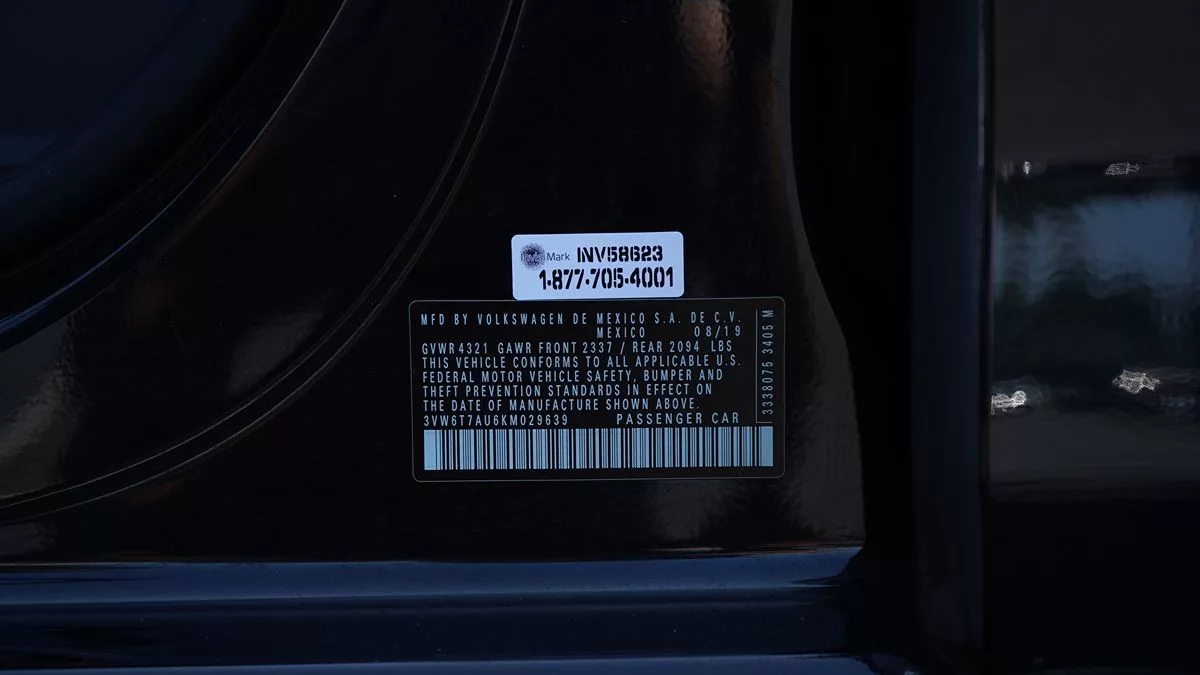 Mark INV58623
1-877-705-4001
MFD BY VOLKSWAGEN DE MEXICO S.A. DE C.V.
MEXICO 08/19
GVWR 4321 GAWR FRONT 2337 / REAR 2094 LBS
THIS VEHICLE CONFORMS TO ALL APPLICABLE U.S.
FEDERAL MOTOR VEHICLE SAFETY, BUMPER AND
THEFT PREVENTION STANDARDS IN EFFECT ON
THE DATE OF MANUFACTURE SHOWN ABOVE.
3VW6T7AU6KM029639 PASSENGER CAR
3338075 3405 M